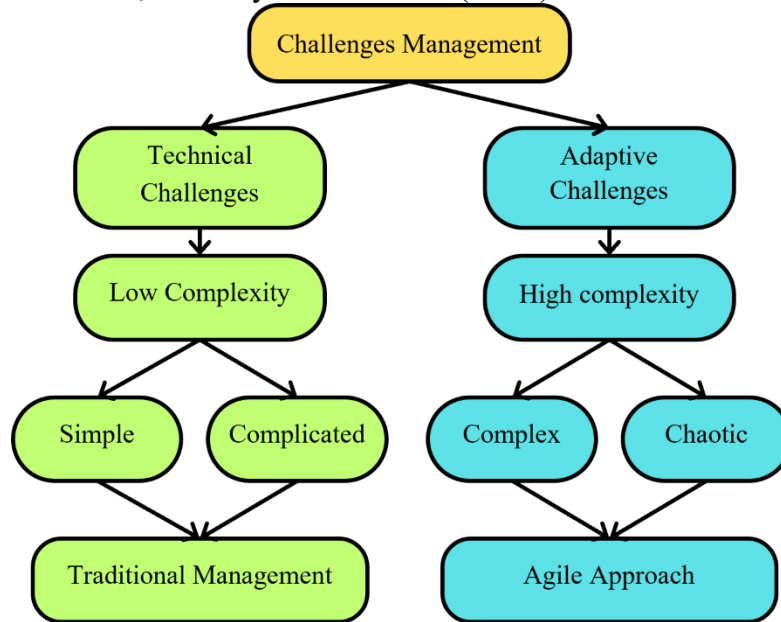 Challenges Management
Technical
Challenges
Adaptive
Challenges
Low Complexity
High complexity
Simple
Complicated
Complex
Chaotic
Traditional Management
Agile Approach